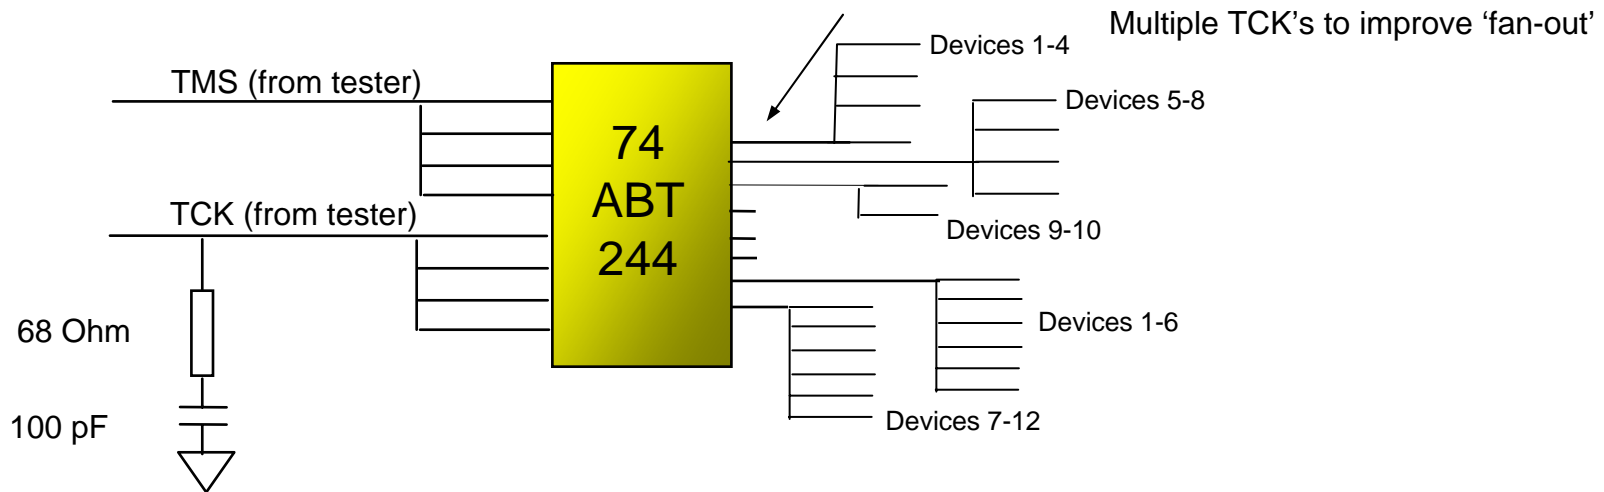 Multiple TCK's to improve ‘fan-out’
Devices 1-4
TMS (from tester)
Devices 5-8
74
ABT
244
TCK (from tester)
Devices 9-10
68 Ohm
Devices 1-6
100 pF
Devices 7-12